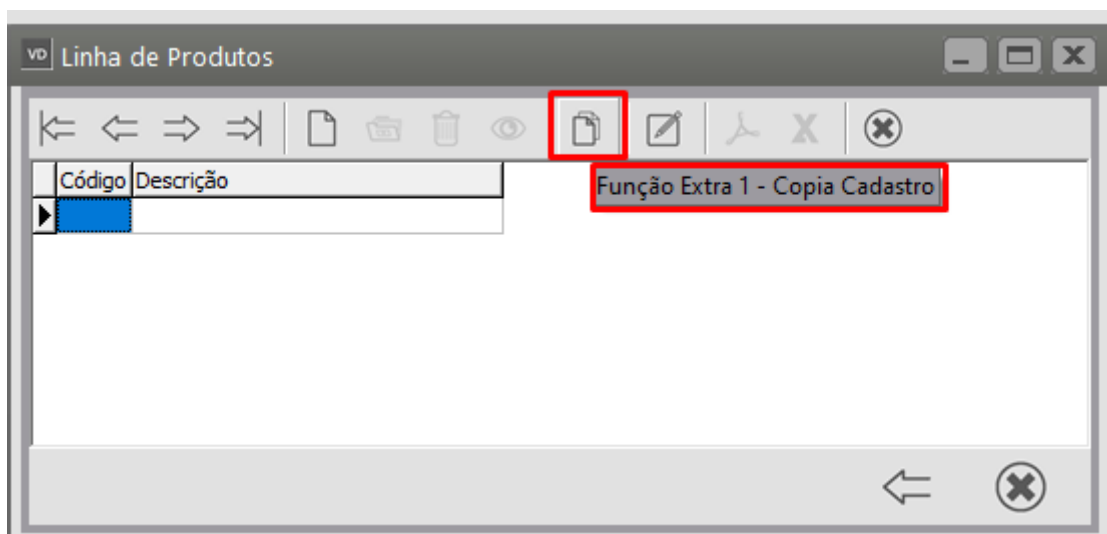 VD Linha de Produtos
Código Descrição
Função Extra 1 - Copia Cadastro